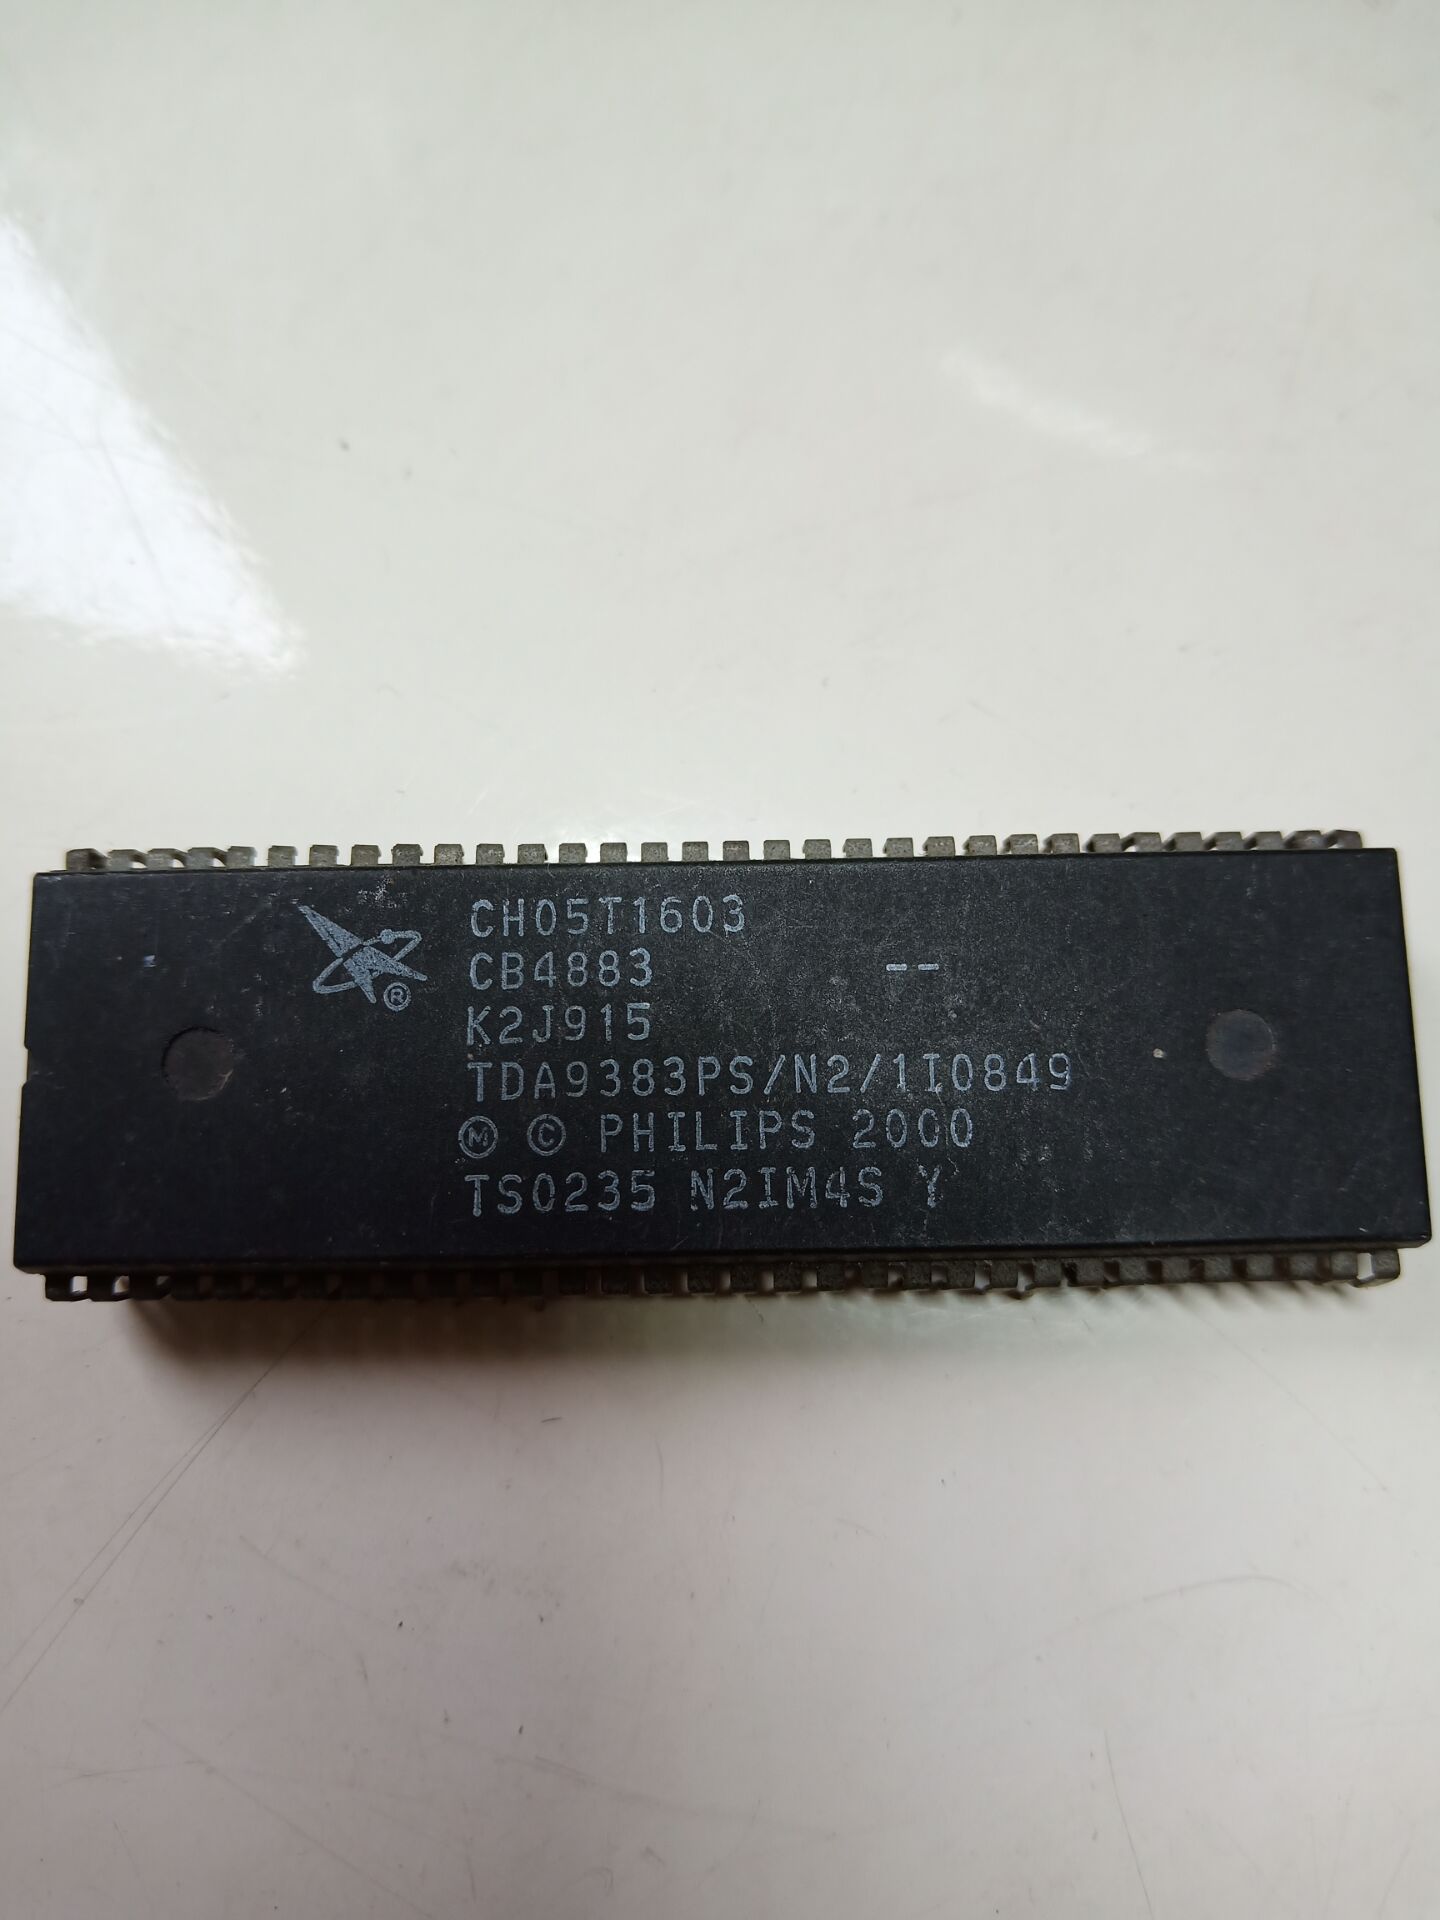 ®
CH05T1603
CB4883 --
K2J915
TDA9383PS/N2/1I0849
Ⓜ © PHILIPS 2000
TS0235 N2IM4S Y